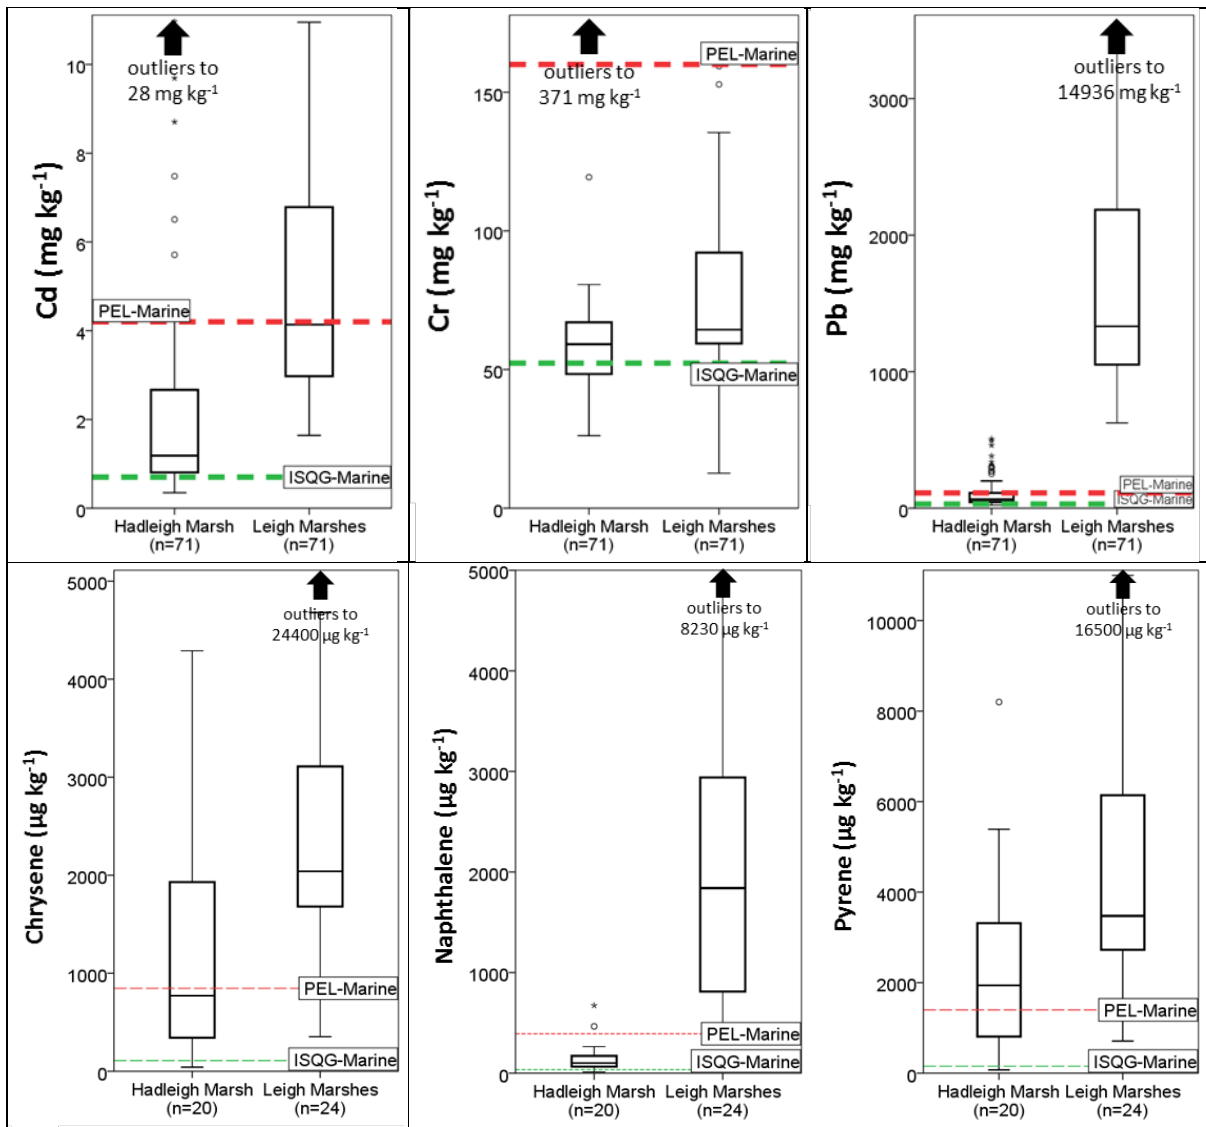 Cd (mg kg-1)
10
8
6
4
2
0
outliers to
28 mg kg-1
PEL-Marine
ISQG-Marine
Hadleigh Marsh
(n=71)
Leigh Marshes
(n=71)
Cr (mg kg-1)
150
100
50
0
outliers to
371 mg kg-1
PEL-Marine
ISQG-Marine
Hadleigh Marsh
(n=71)
Leigh Marshes
(n=71)
Pb (mg kg-1)
3000
2000
1000
0
outliers to
14936 mg kg-1
PEL-Marine
ISQG-Marine
Hadleigh Marsh
(n=71)
Leigh Marshes
(n=71)
Chrysene (µg kg-1)
5000
4000
3000
2000
1000
0
outliers to
24400 µg kg-1
PEL-Marine
ISQG-Marine
Hadleigh Marsh
(n=20)
Leigh Marshes
(n=24)
Naphthalene (µg kg-1)
5000
4000
3000
2000
1000
0
outliers to
8230 µg kg-1
PEL-Marine
ISQG-Marine
Hadleigh Marsh
(n=20)
Leigh Marshes
(n=24)
Pyrene (µg kg-1)
10000
8000
6000
4000
2000
0
outliers to
16500 µg kg-1
PEL-Marine
ISQG-Marine
Hadleigh Marsh
(n=20)
Leigh Marshes
(n=24)